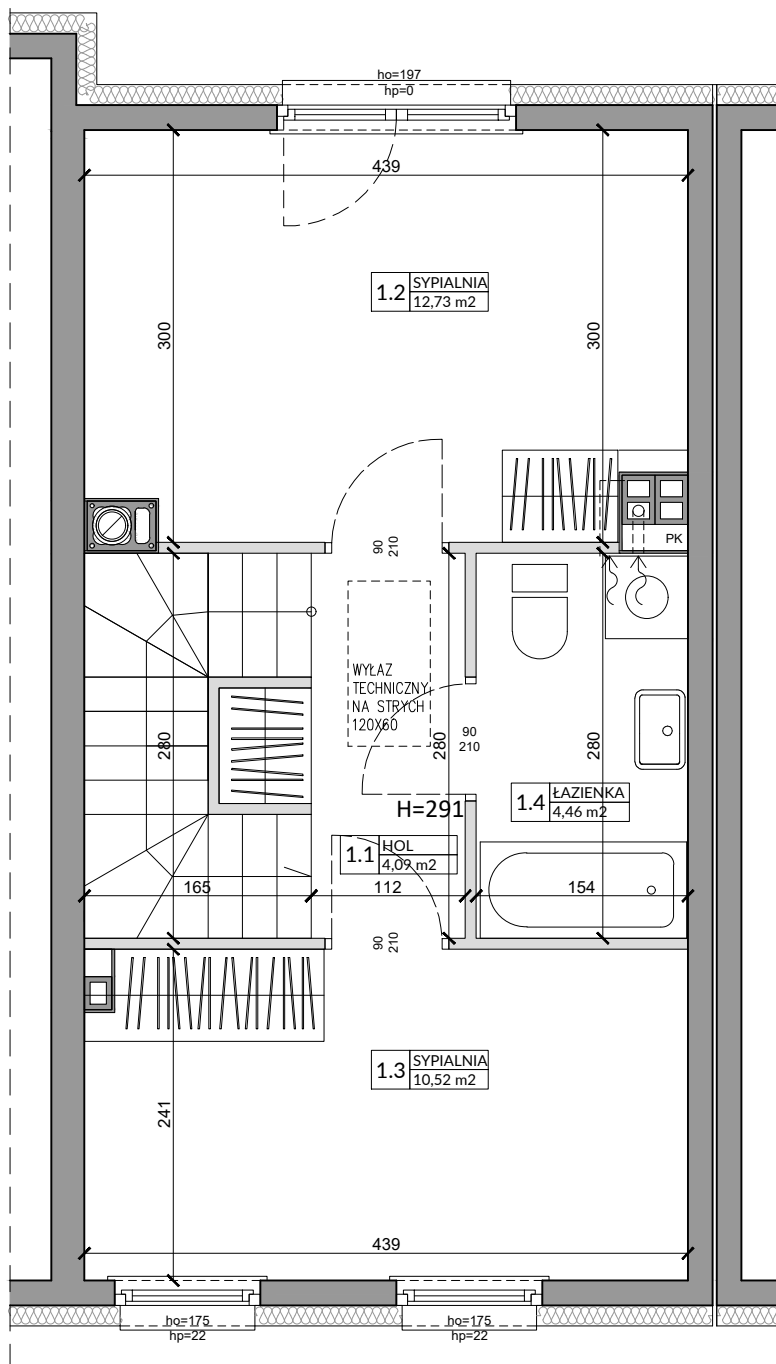 ho=197
hp=0
439
1.2 SYPIALNIA
12,73 m2
300
300
PK
90
210
WYŁAZ
TECHNICZNY
NA STRYCH
120X60
90
210
280
280
280
1.4 ŁAZIENKA
4,46 m2
H=291
1.1 HOL
4,09 m2
165
112
154
90
210
1.3 SYPIALNIA
10,52 m2
241
439
ho=175
hp=22
ho=175
hp=22